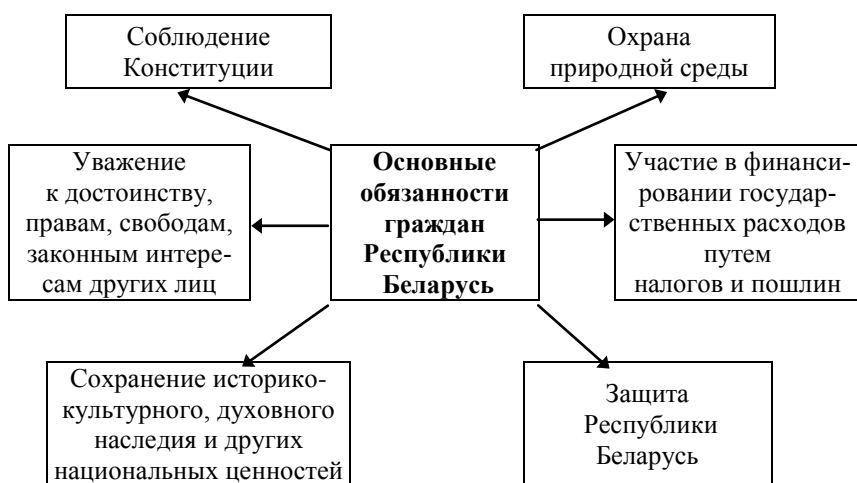 Соблюдение
Конституции
Охрана
природной среды
Уважение
к достоинству,
правам, свободам,
законным интере-
сам других лиц
Основные
обязанности
граждан
Республики
Беларусь
Участие в финанси-
ровании государ-
ственных расходов
путем
налогов и пошлин
Сохранение историко-
культурного, духовного
наследия и других
национальных ценностей
Защита
Республики
Беларусь